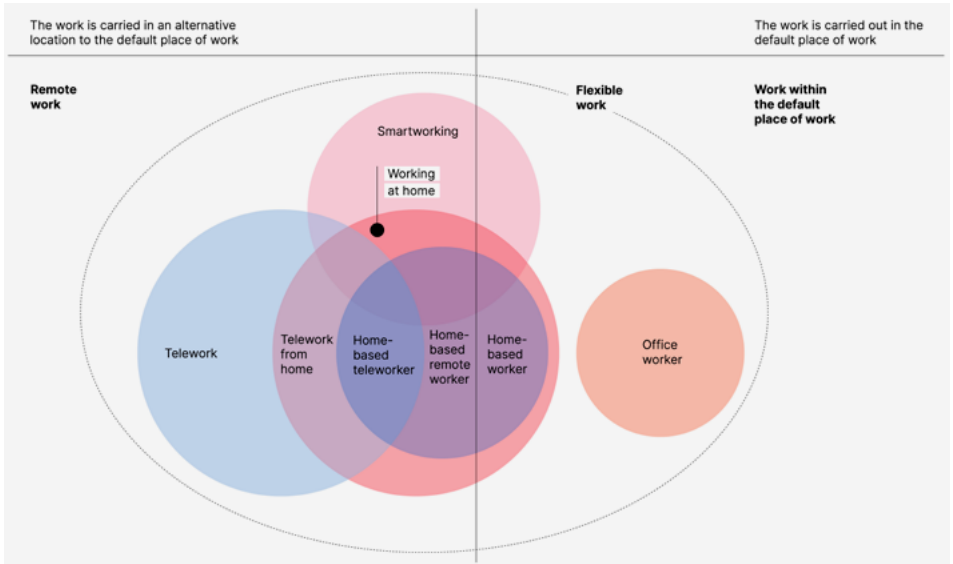 The work is carried in an alternative
location to the default place of work
The work is carried out in the
default place of work
Remote
work
Flexible
work
Work within
the default
place of work
Smartworking
Working
at home
Telework
Telework
from
home
Home-
based
teleworker
Home-
based
remote
worker
Home-
based
worker
Office
worker